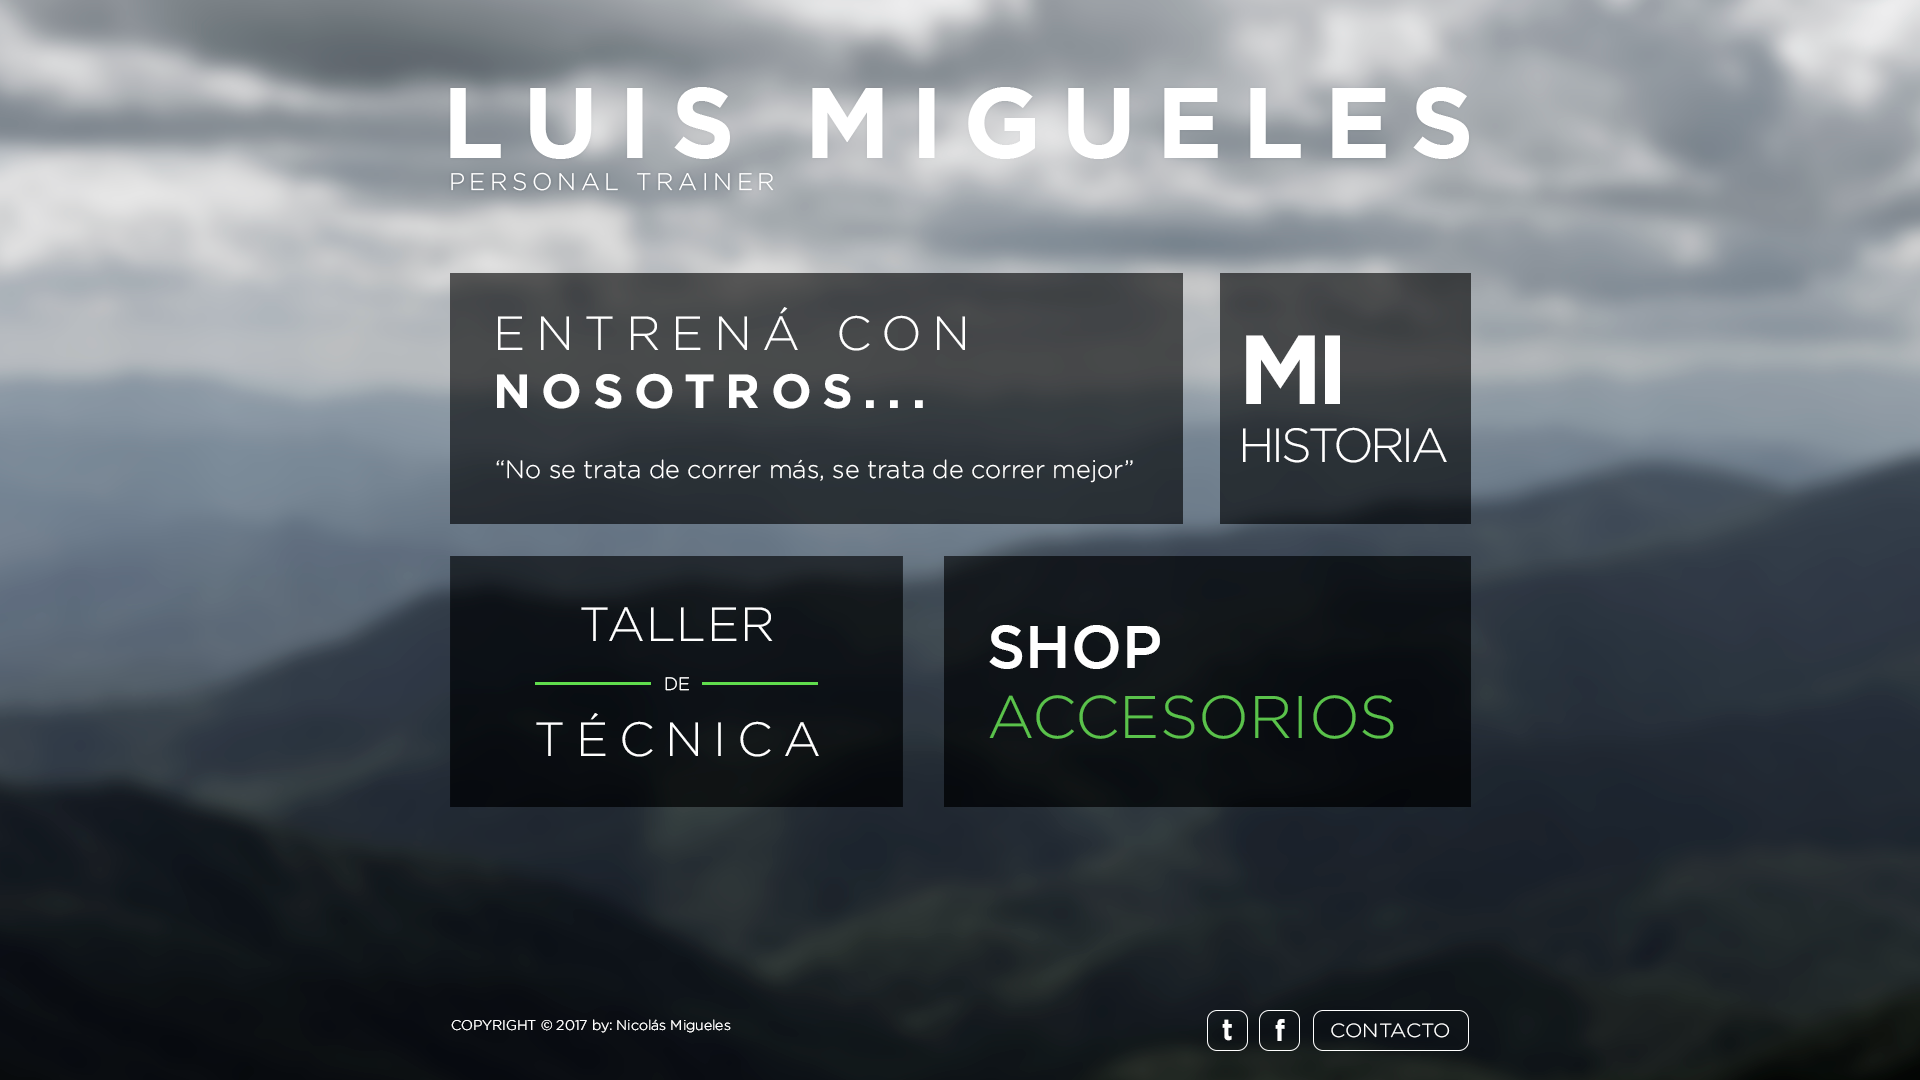 LUIS MIGUELES
PERSONAL TRAINER
ENTRENÁ CON
NOSOTROS...
“No se trata de correr más, se trata de correr mejor”
MI
HISTORIA
TALLER
DE
TÉCNICA
SHOP
ACCESORIOS
COPYRIGHT © 2017 by: Nicolás Migueles
t f CONTACTO